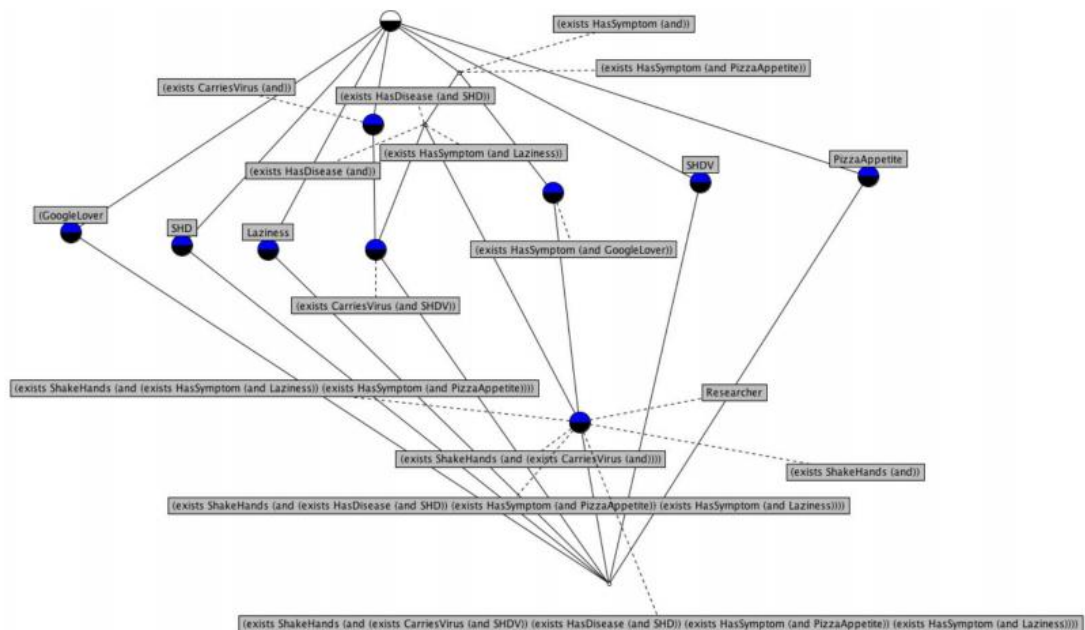 (exists HasSymptom (and))
(exists HasSymptom (and PizzaAppetite))
(exists CarriesVirus (and))
(exists HasDisease (and SHD))
(exists HasSymptom (and Laziness))
PizzaAppetite
SHDV
(exists HasDisease (and))
(GoogleLover
SHD
Laziness
(exists HasSymptom (and GoogleLover))
(exists CarriesVirus (and SHDV))
(exists ShakeHands (and (exists HasSymptom (and Laziness)) (exists HasSymptom (and PizzaAppetite))))
Researcher
(exists ShakeHands (and (exists CarriesVirus (and))))
(exists ShakeHands (and))
(exists ShakeHands (and (exists HasDisease (and SHD)) (exists HasSymptom (and PizzaAppetite)) (exists HasSymptom (and Laziness))))
(exists ShakeHands (and (exists CarriesVirus (and SHDV)) (exists HasDisease (and SHD)) (exists HasSymptom (and PizzaAppetite)) (exists HasSymptom (and Laziness))))